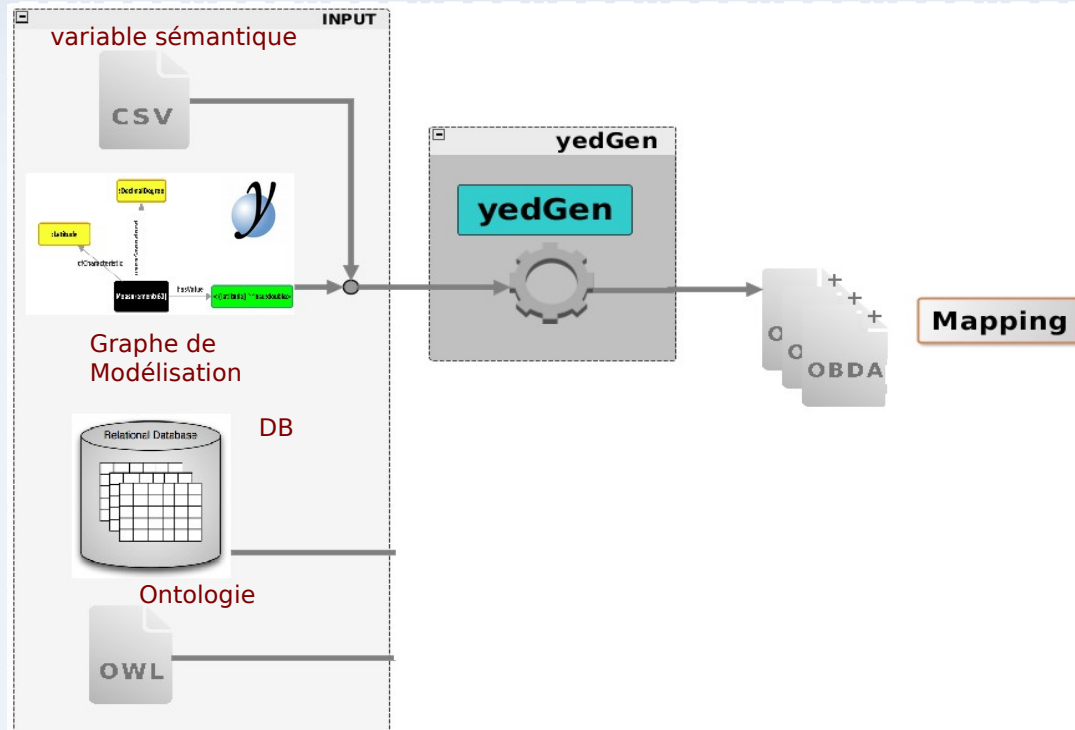 INPUT
variable sémantique
CSV
:DecimalDegree
:latitude
ofCharacteristic
hasValue
y
Graphe de
Modélisation
DB
Relational Database
Ontologie
OWL
yedGen
yedGen
O
O
OBDA
+
+
+
Mapping